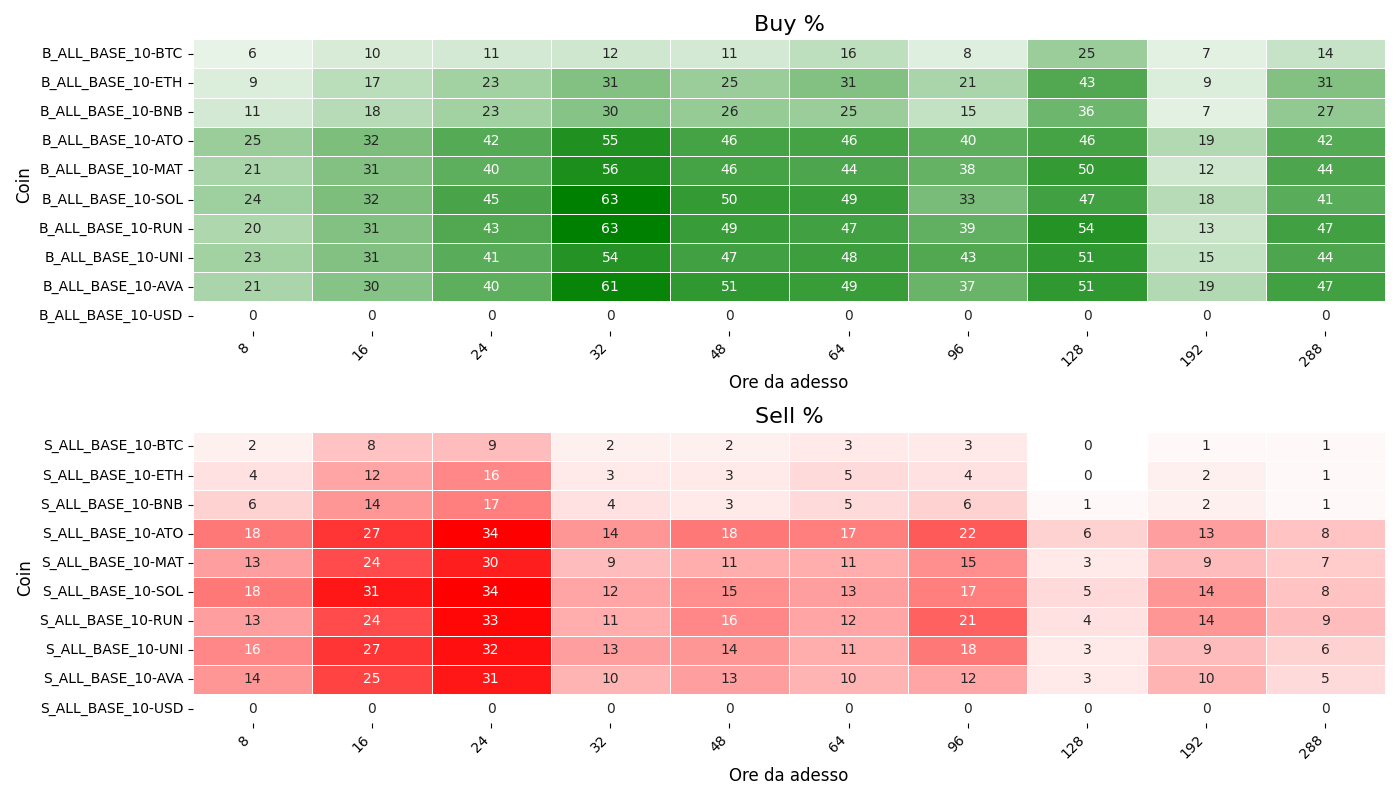 Buy %
Coin
B_ALL_BASE_10-BTC 6 10 11 12 11 16 8 25 7 14
B_ALL_BASE_10-ETH 9 17 23 31 25 31 21 43 9 31
B_ALL_BASE_10-BNB 11 18 23 30 26 25 15 36 7 27
B_ALL_BASE_10-ATO 25 32 42 55 46 46 40 46 19 42
B_ALL_BASE_10-MAT 21 31 40 56 46 44 38 50 12 44
B_ALL_BASE_10-SOL 24 32 45 63 50 49 33 47 18 41
B_ALL_BASE_10-RUN 20 31 43 63 49 47 39 54 13 47
B_ALL_BASE_10-UNI 23 31 41 54 47 48 43 51 15 44
B_ALL_BASE_10-AVA 21 30 40 61 51 49 37 51 19 47
B_ALL_BASE_10-USD 0 0 0 0 0 0 0 0 0 0
8 16 24 32 48 64 96 128 192 288
Ore da adesso
Sell %
Coin
S_ALL_BASE_10-BTC 2 8 9 2 2 3 3 0 1 1
S_ALL_BASE_10-ETH 4 12 16 3 3 5 4 0 2 1
S_ALL_BASE_10-BNB 6 14 17 4 3 5 6 1 2 1
S_ALL_BASE_10-ATO 18 27 34 14 18 17 22 6 13 8
S_ALL_BASE_10-MAT 13 24 30 9 11 11 15 3 9 7
S_ALL_BASE_10-SOL 18 31 34 12 15 13 17 5 14 8
S_ALL_BASE_10-RUN 13 24 33 11 16 12 21 4 14 9
S_ALL_BASE_10-UNI 16 27 32 13 14 11 18 3 9 6
S_ALL_BASE_10-AVA 14 25 31 10 13 10 12 3 10 5
S_ALL_BASE_10-USD 0 0 0 0 0 0 0 0 0 0
8 16 24 32 48 64 96 128 192 288
Ore da adesso